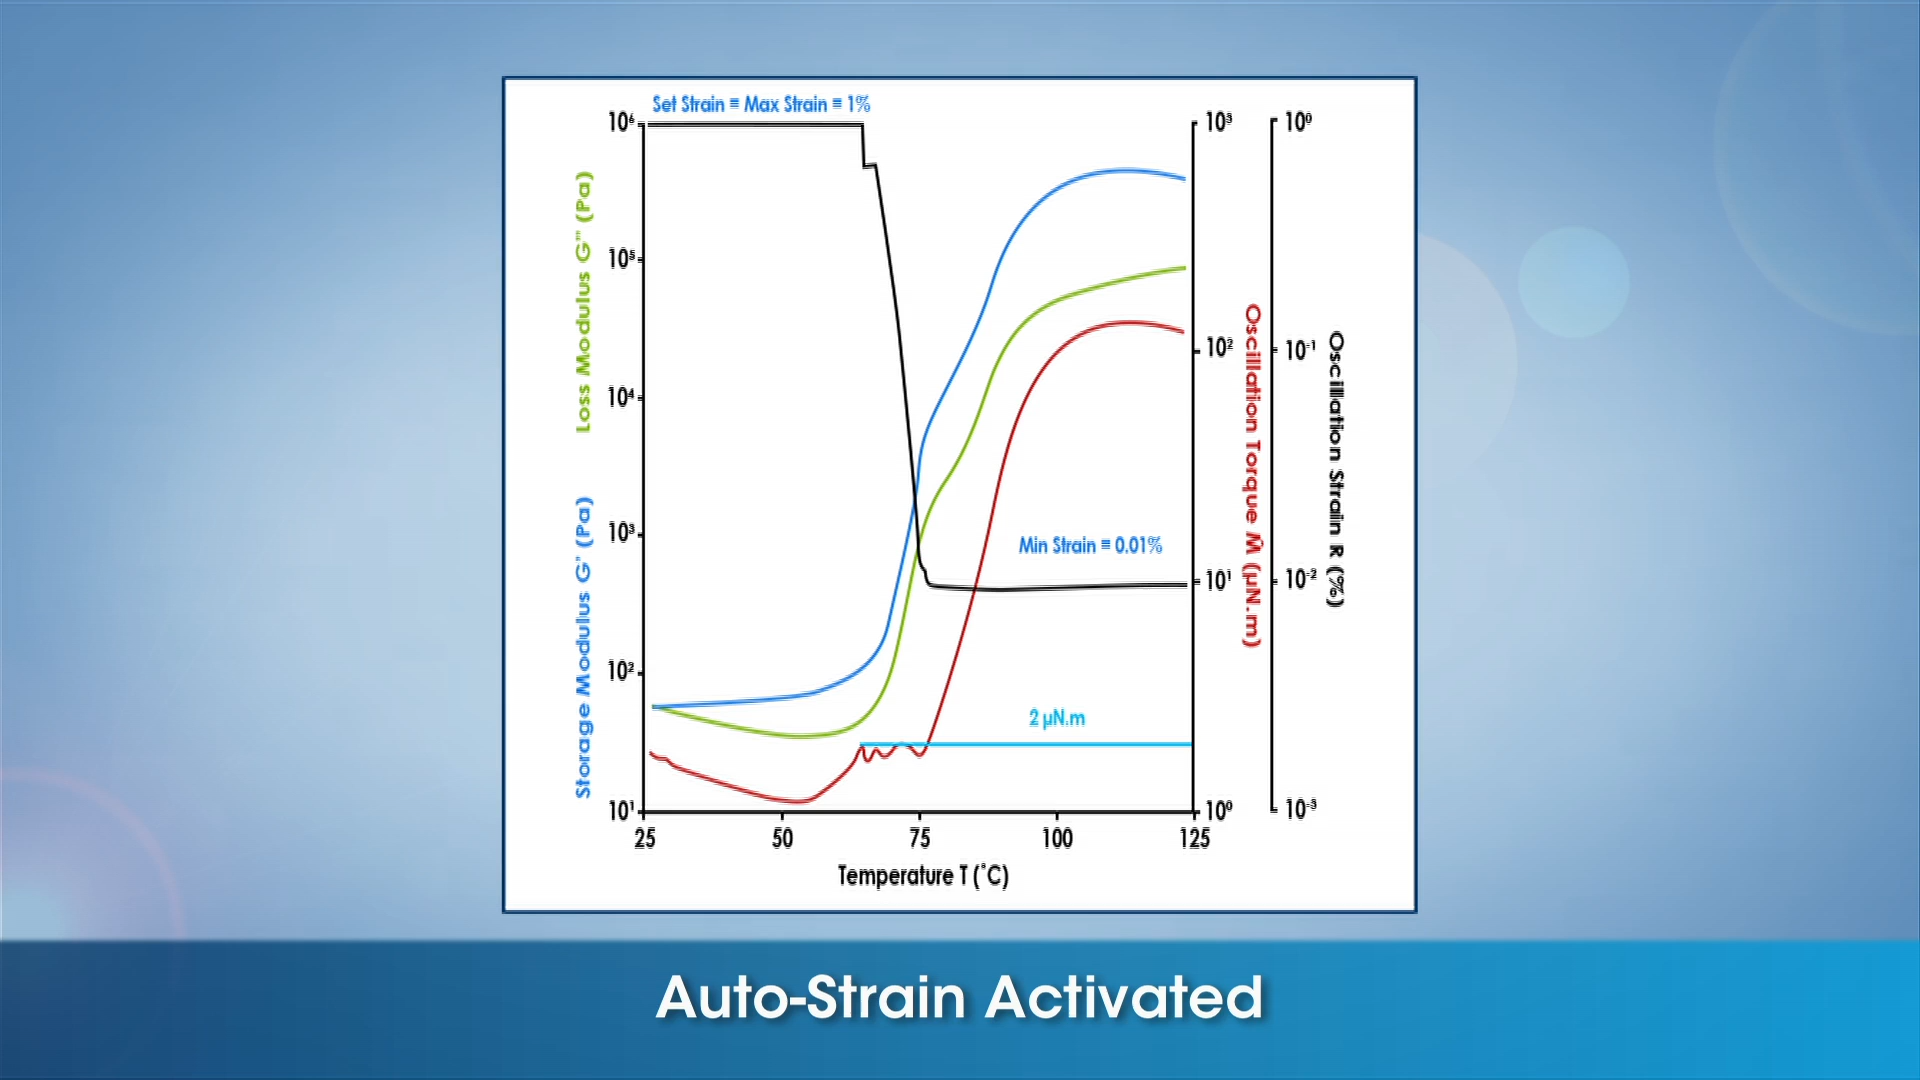 Set Strain = Max Strain = 1%
10⁶
10⁵
10⁴
10³
10²
10¹
Loss Modulus G" (Pa)
Storage Modulus G' (Pa)
25
50
75
100
125
Temperature T (°C)
Min Strain = 0.01%
2 µN.m
10³
10²
10¹
10⁰
Oscillation Torque M (µN.m)
10⁰
10⁻¹
10⁻²
10⁻³
Oscillation Strain R (%)
Auto-Strain Activated